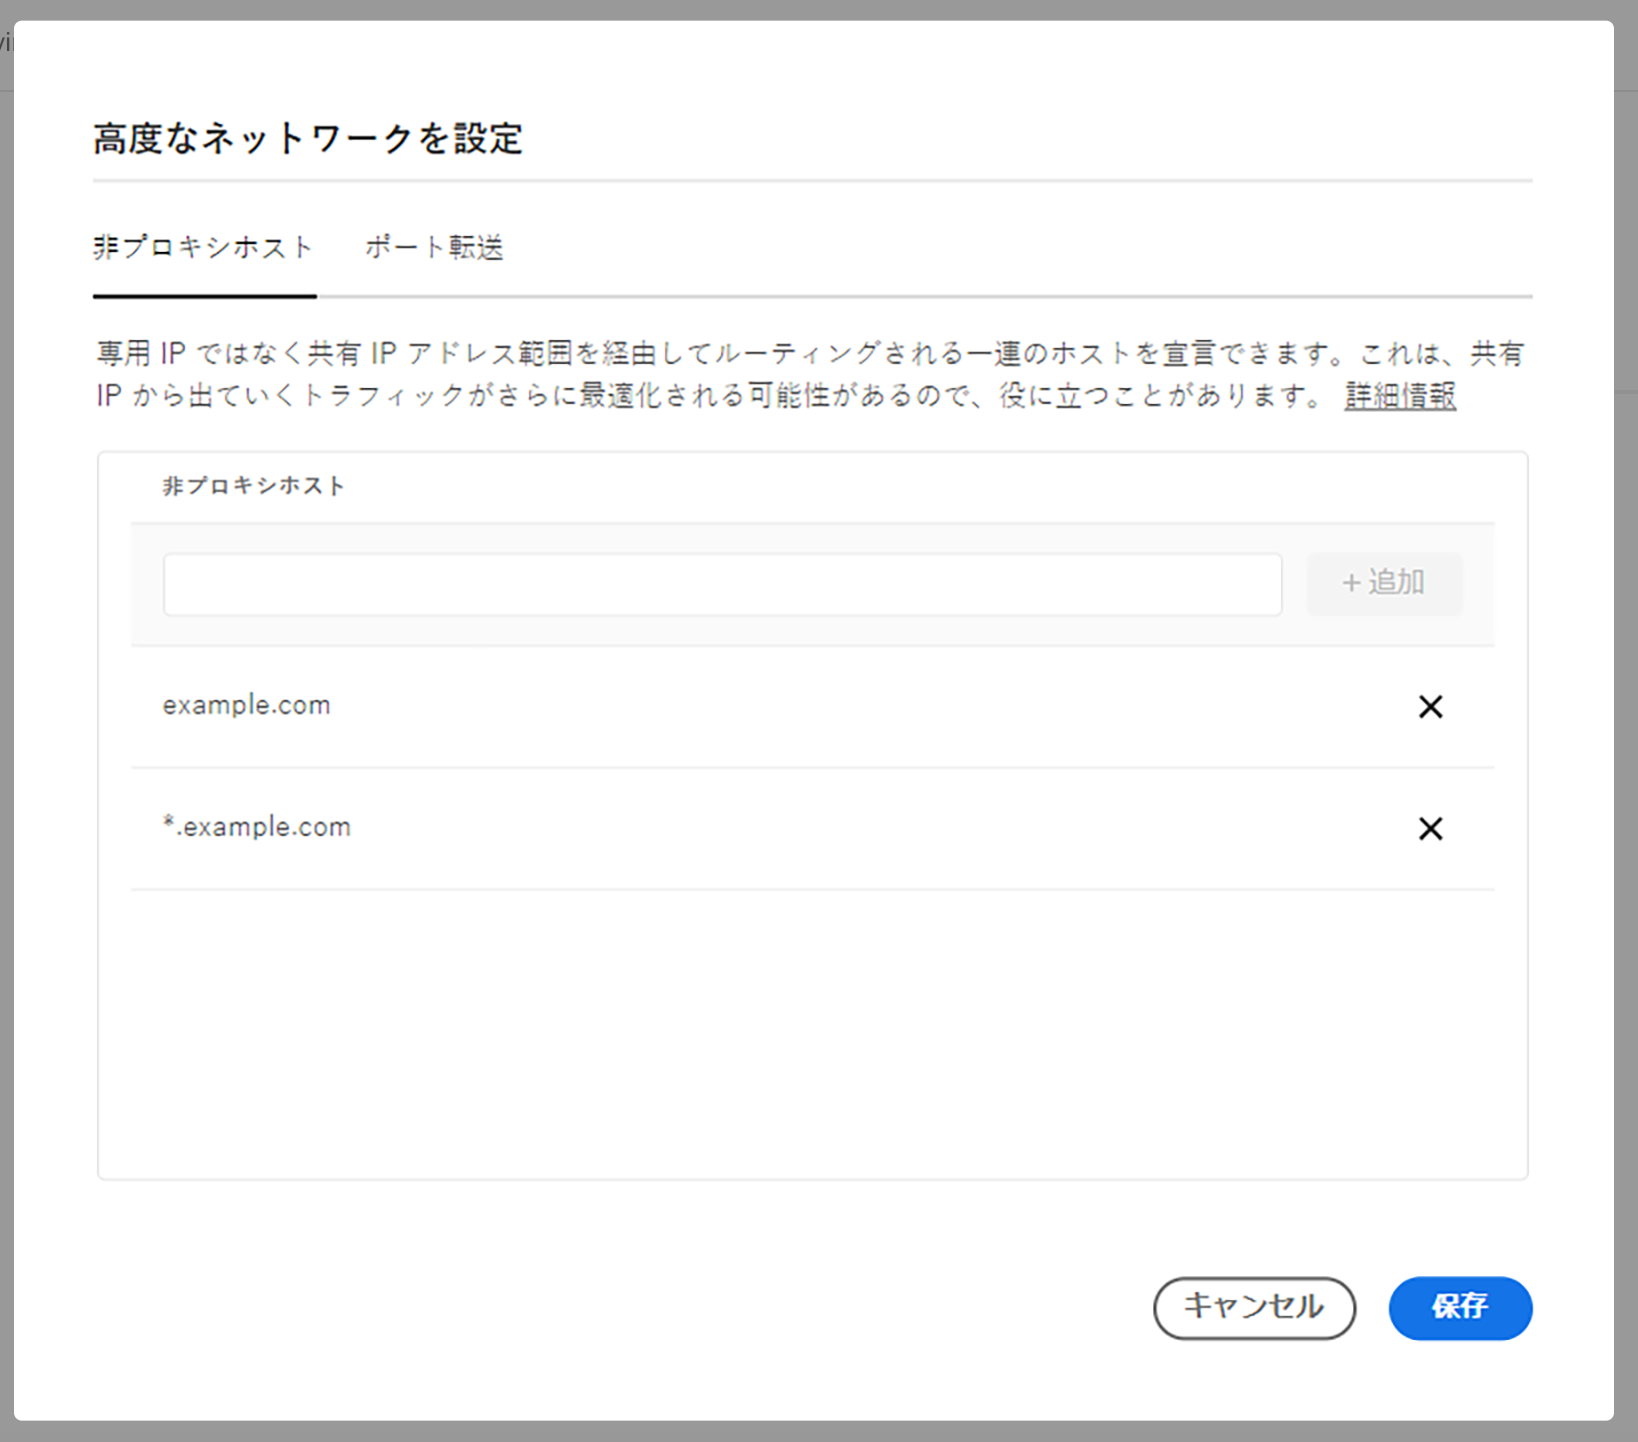 高度なネットワークを設定
非プロキシホスト ポート転送
専用 IP ではなく共有 IP アドレス範囲を経由してルーティングされる一連のホストを宣言できます。これは、共有
IP から出ていくトラフィックがさらに最適化される可能性があるので、役に立つことがあります。 詳細情報
非プロキシホスト
+ 追加
example.com
*.example.com
キャンセル 保存